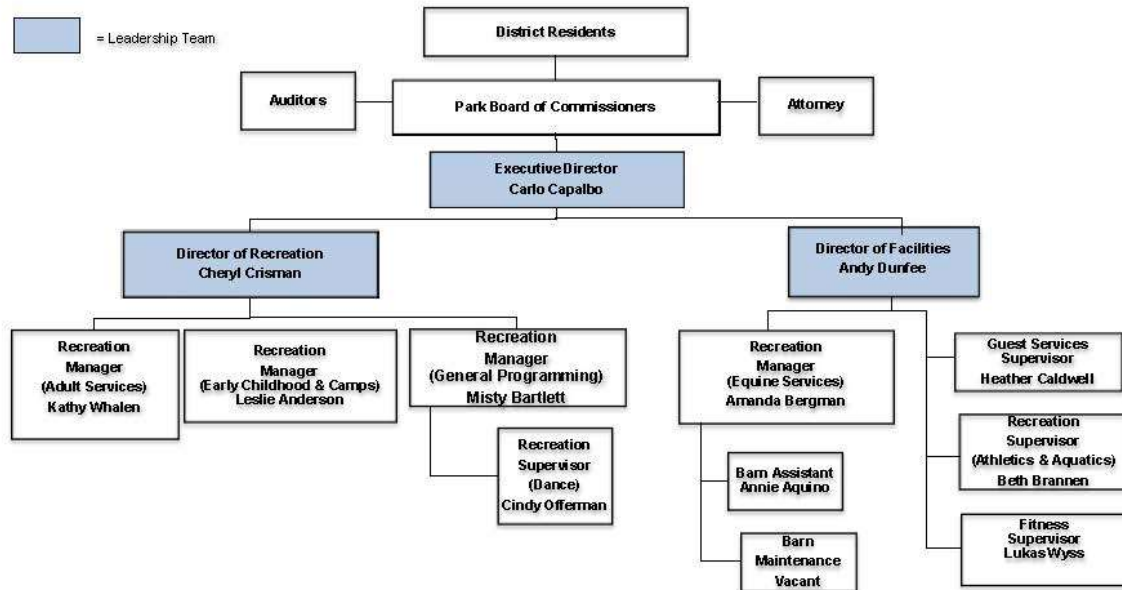 = Leadership Team
District Residents
Auditors
Park Board of Commissioners
Attorney
Executive Director
Carlo Capalbo
Director of Recreation
Cheryl Crisman
Director of Facilities
Andy Dunfee
Recreation
Manager
(Adult Services)
Kathy Whalen
Recreation
Manager
(Early Childhood & Camps)
Leslie Anderson
Recreation
Manager
(General Programming)
Misty Bartlett
Recreation
Supervisor
(Dance)
Cindy Offerman
Recreation
Manager
(Equine Services)
Amanda Bergman
Barn Assistant
Annie Aquino
Barn
Maintenance
Vacant
Guest Services
Supervisor
Heather Caldwell
Recreation
Supervisor
(Athletics & Aquatics)
Beth Brannen
Fitness
Supervisor
Lukas Wyss